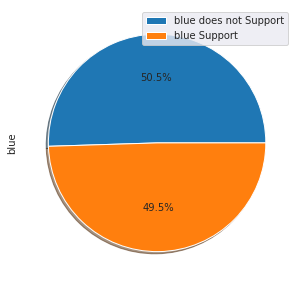 blue does not Support
blue Support
50.5%
blue
49.5%